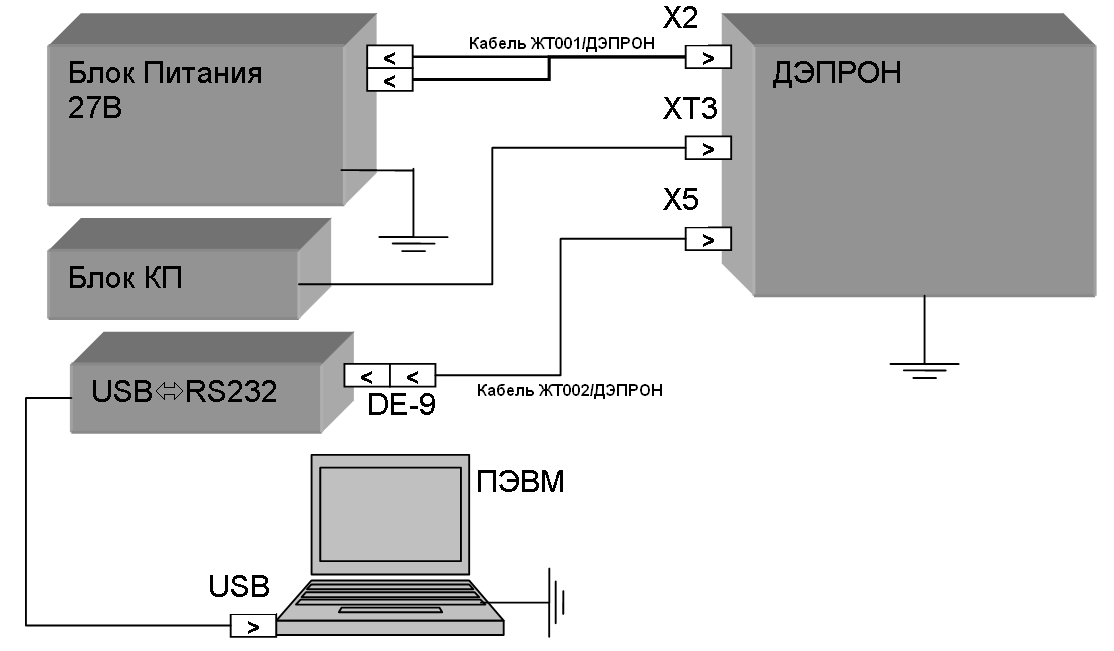 X2
Кабель ЖТ001/ДЭПРОН
<
>
<
Блок Питания
27В
ДЭПРОН
XT3
>
X5
>
Блок КП
USB⇔RS232
< <
DE-9
Кабель ЖТ002/ДЭПРОН
ПЭВМ
USB
>